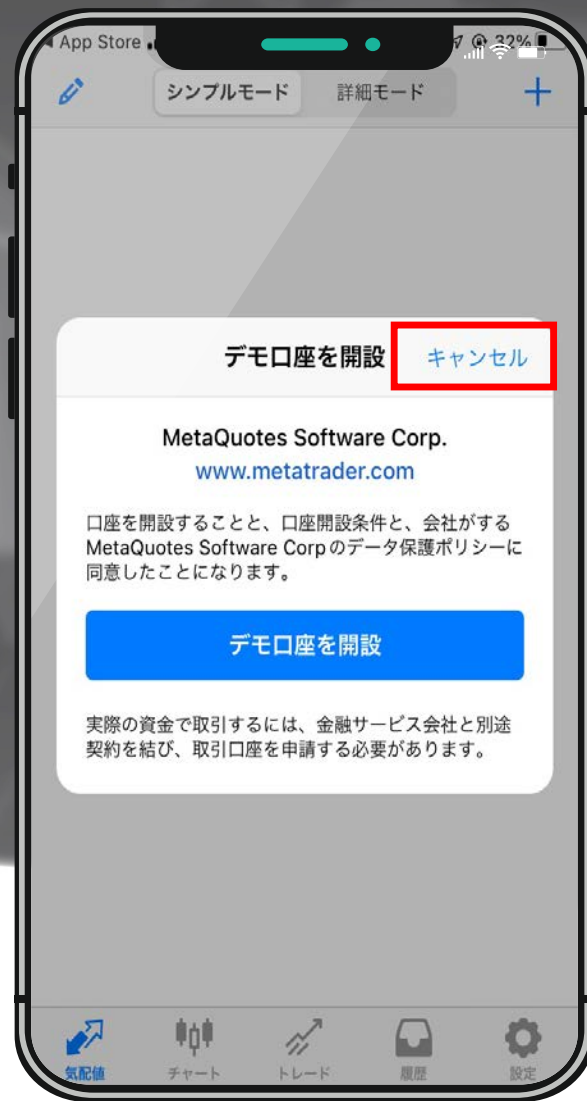 App Store
32%
シンプルモード 詳細モード
デモ口座を開設 キャンセル
MetaQuotes Software Corp.
www.metatrader.com
口座を開設することと、口座開設条件と、会社がする
MetaQuotes Software Corpのデータ保護ポリシーに
同意したことになります。
デモ口座を開設
実際の資金で取引するには、金融サービス会社と別途
契約を結び、取引口座を申請する必要があります。
気配値 チャート トレード 履歴 設定